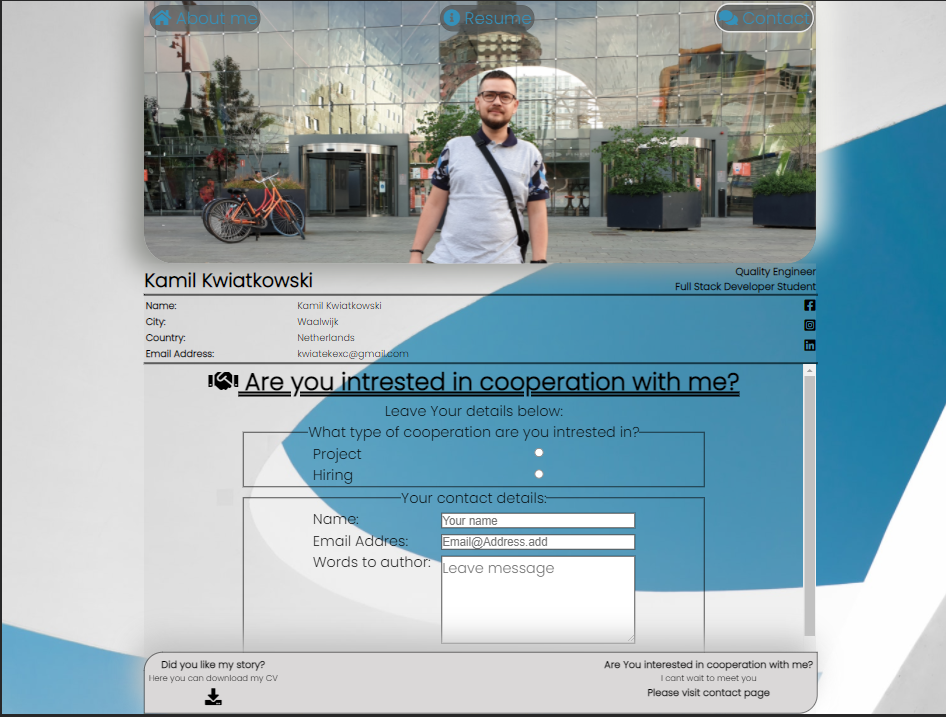 About me
Resume
Contact
Kamil Kwiatkowski
Quality Engineer
Full Stack Developer Student
Name: Kamil Kwiatkowski
City: Waalwijk
Country: Netherlands
Email Address: kwiatekexc@gmail.com
Are you intrested in cooperation with me?
Leave Your details below:
What type of cooperation are you intrested in?
Project
Hiring
Your contact details:
Name: Your name
Email Addres: Email@Address.add
Words to author: Leave message
Did you like my story?
Here you can download my CV
Are You interested in cooperation with me?
I cant wait to meet you
Please visit contact page